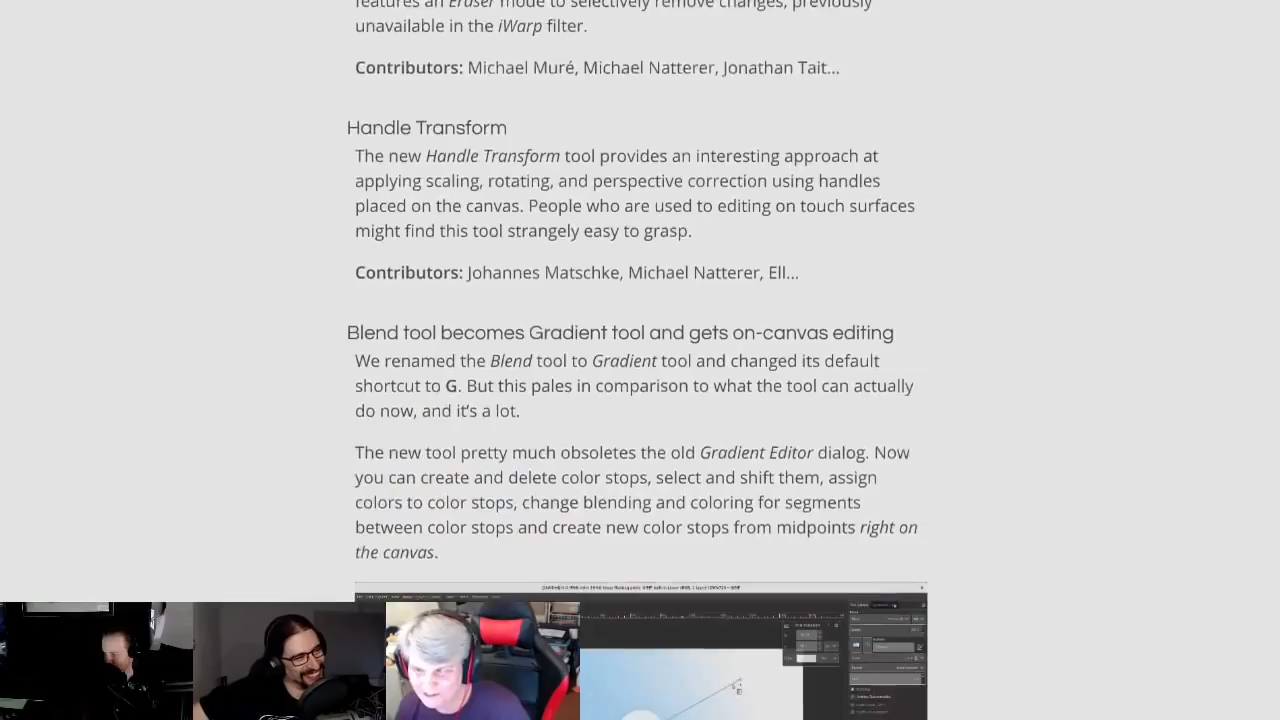 features an Eraser mode to selectively remove changes, previously
unavailable in the iWarp filter.
Contributors: Michael Muré, Michael Natterer, Jonathan Tait...
Handle Transform
The new Handle Transform tool provides an interesting approach at
applying scaling, rotating, and perspective correction using handles
placed on the canvas. People who are used to editing on touch surfaces
might find this tool strangely easy to grasp.
Contributors: Johannes Matschke, Michael Natterer, Ell...
Blend tool becomes Gradient tool and gets on-canvas editing
We renamed the Blend tool to Gradient tool and changed its default
shortcut to G. But this pales in comparison to what the tool can actually
do now, and it's a lot.
The new tool pretty much obsoletes the old Gradient Editor dialog. Now
you can create and delete color stops, select and shift them, assign
colors to color stops, change blending and coloring for segments
between color stops and create new color stops from midpoints right on
the canvas.